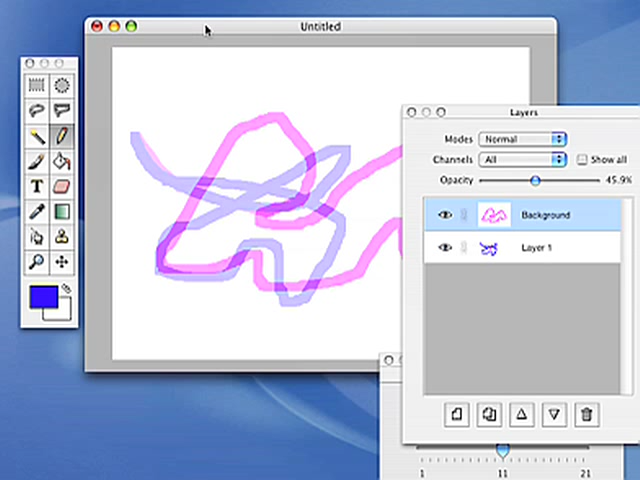 Untitled
T
Layers
Modes Normal
Channels All Show all
Opacity 45.9%
Background
Layer 1
1 11 21